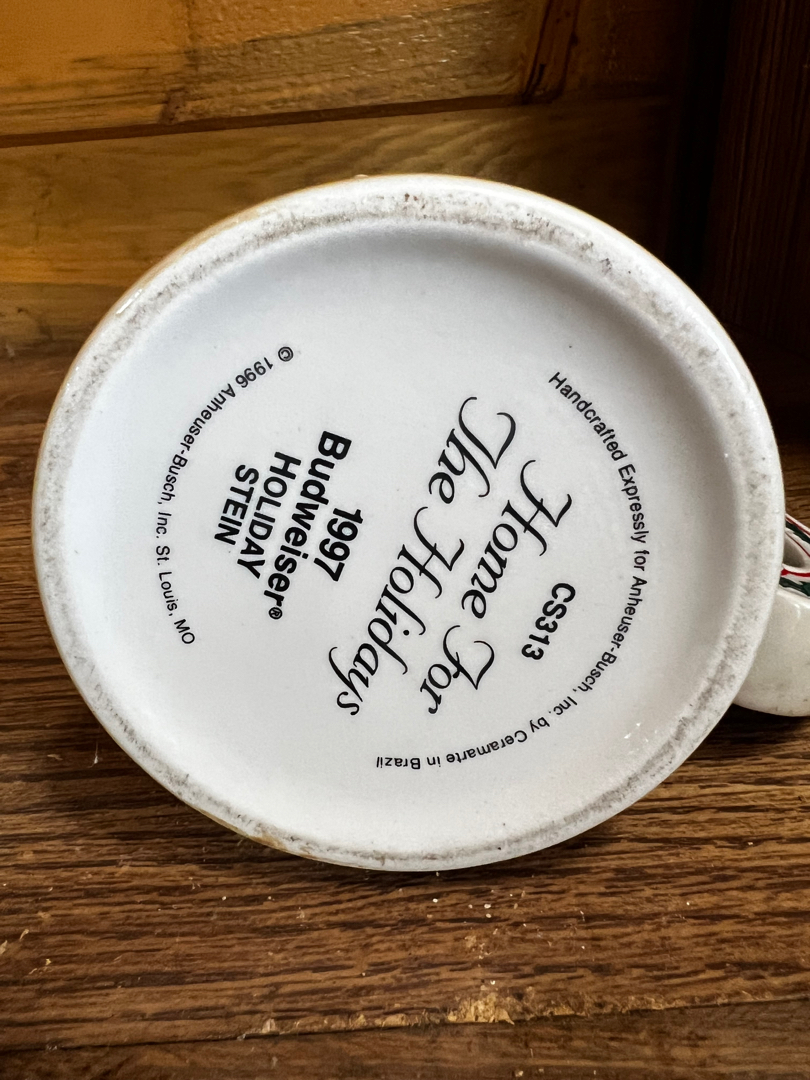 Handcrafted Expressly for Anheuser-Busch, Inc. by Ceramarte in Brazil
CS313
Home For
The Holidays
1997
Budweiser®
HOLIDAY
STEIN
© 1996 Anheuser-Busch, Inc. St. Louis, MO